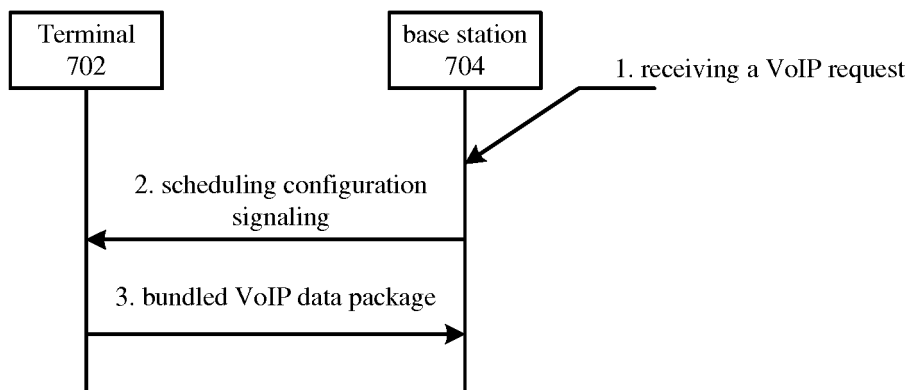 Terminal
702
base station
704
1. receiving a VoIP request
2. scheduling configuration
signaling
3. bundled VoIP data package